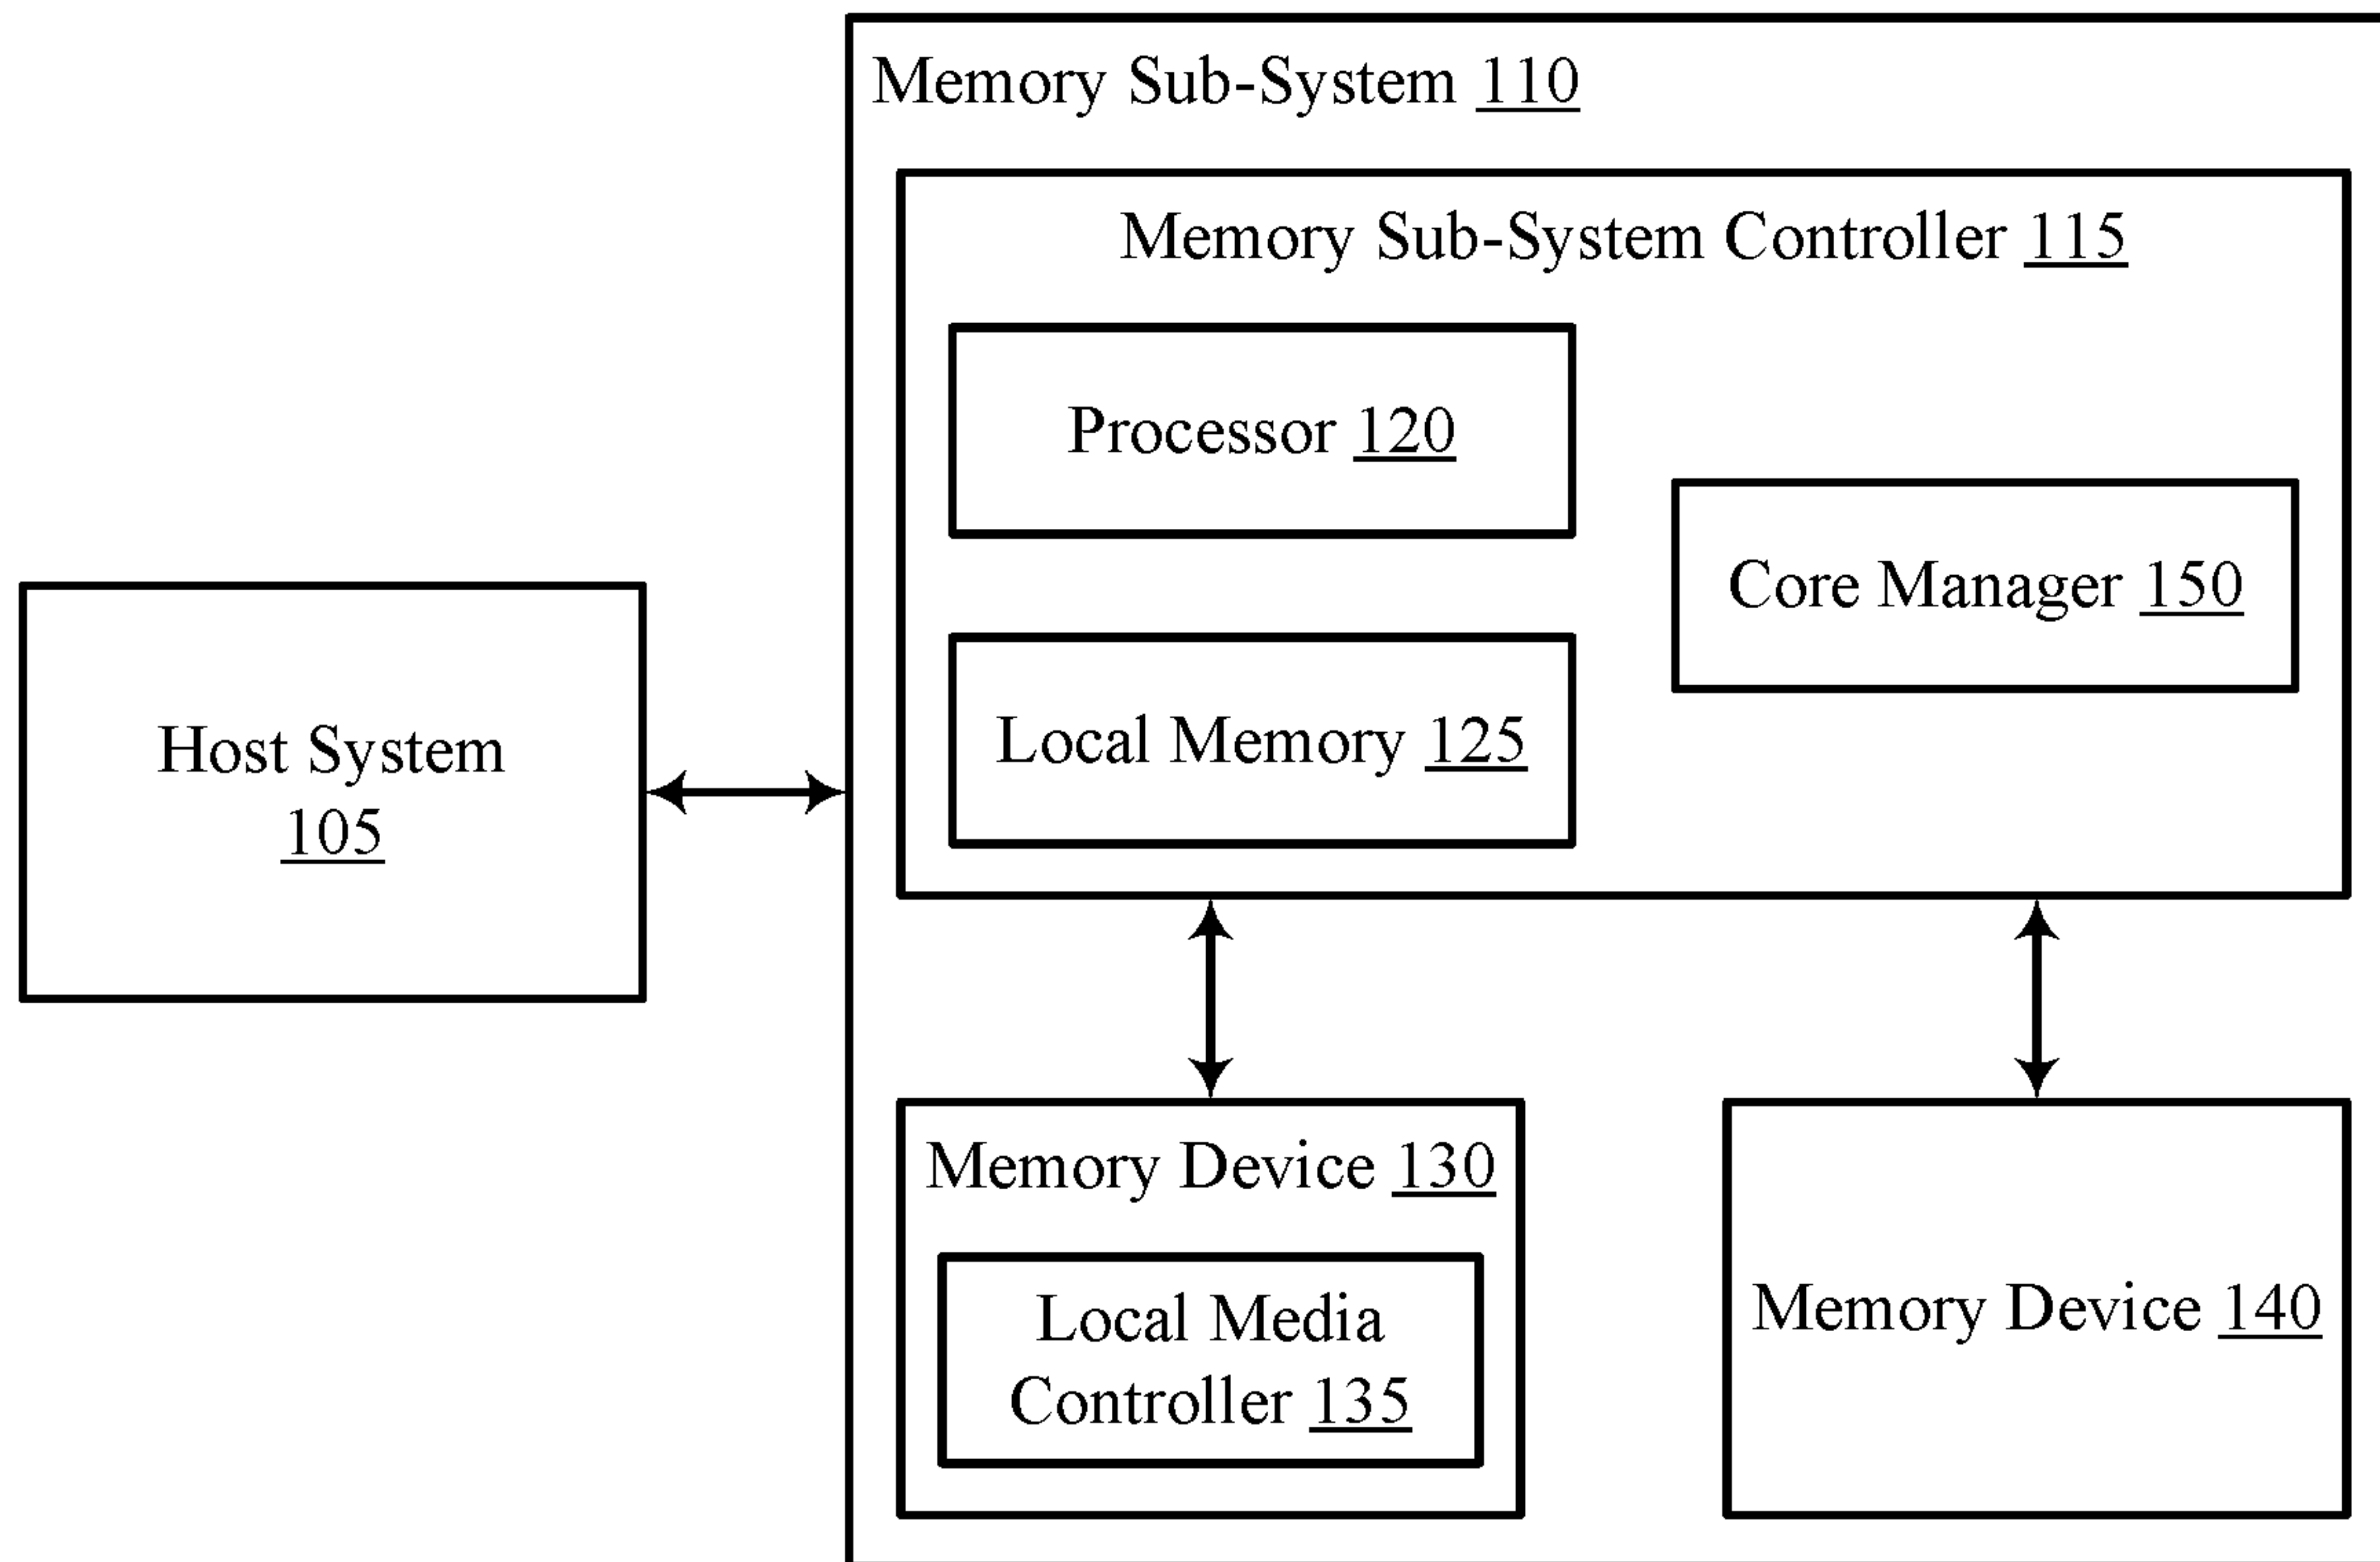 Memory Sub-System 110
Memory Sub-System Controller 115
Processor 120
Core Manager 150
Local Memory 125
Host System
105
Memory Device 130
Local Media
Controller 135
Memory Device 140